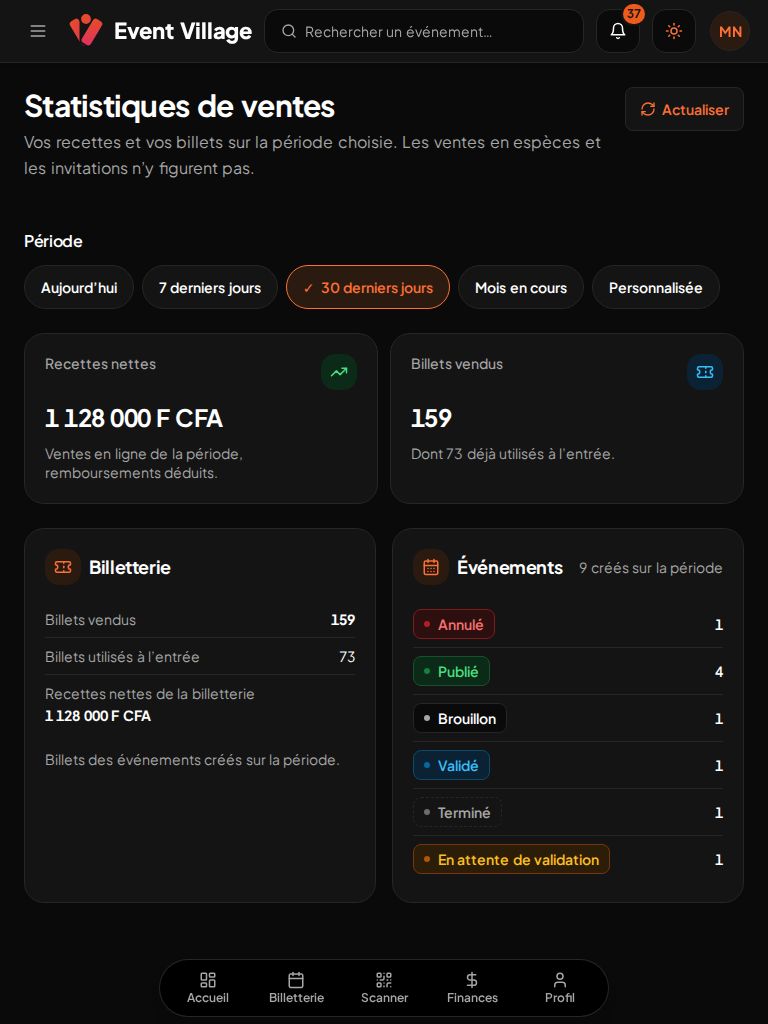 Event Village
Rechercher un événement…
37
MN
Statistiques de ventes
Actualiser
Vos recettes et vos billets sur la période choisie. Les ventes en espèces et
les invitations n’y figurent pas.
Période
Aujourd’hui
7 derniers jours
✓ 30 derniers jours
Mois en cours
Personnalisée
Recettes nettes
1 128 000 F CFA
Ventes en ligne de la période,
remboursements déduits.
Billets vendus
159
Dont 73 déjà utilisés à l’entrée.
Billetterie
Billets vendus 159
Billets utilisés à l’entrée 73
Recettes nettes de la billetterie
1 128 000 F CFA
Billets des événements créés sur la période.
Événements 9 créés sur la période
Annulé 1
Publié 4
Brouillon 1
Validé 1
Terminé 1
En attente de validation 1
Accueil
Billetterie
Scanner
Finances
Profil